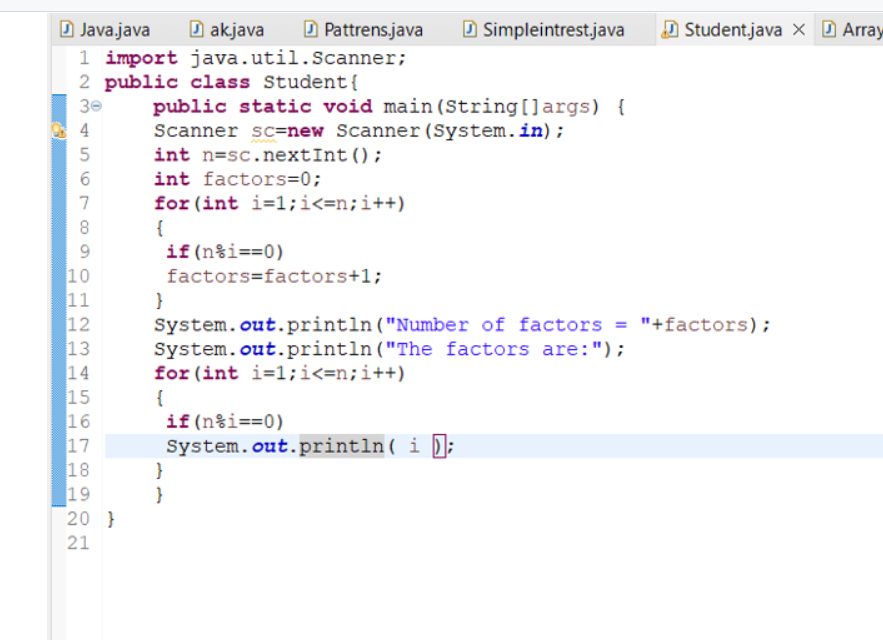 Java.java ak.java Pattrens.java Simpleintrest.java Student.java Array
1 import java.util.Scanner;
2 public class Student{
3 public static void main(String[]args) {
4 Scanner sc=new Scanner(System.in);
5 int n=sc.nextInt();
6 int factors=0;
7 for(int i=1;i<=n;i++)
8 {
9 if(n%i==0)
10 factors=factors+1;
11 }
12 System.out.println("Number of factors = "+factors);
13 System.out.println("The factors are:");
14 for(int i=1;i<=n;i++)
15 {
16 if(n%i==0)
17 System.out.println( i );
18 }
19 }
20 }
21